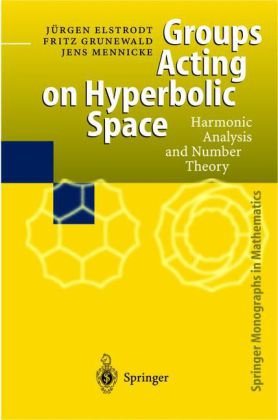 JÜRGEN ELSTRODT
FRITZ GRUNEWALD
JENS MENNICKE
Groups
Acting
on Hyperbolic
Space
Harmonic
Analysis
and Number
Theory
Springer Monographs in Mathematics
Springer